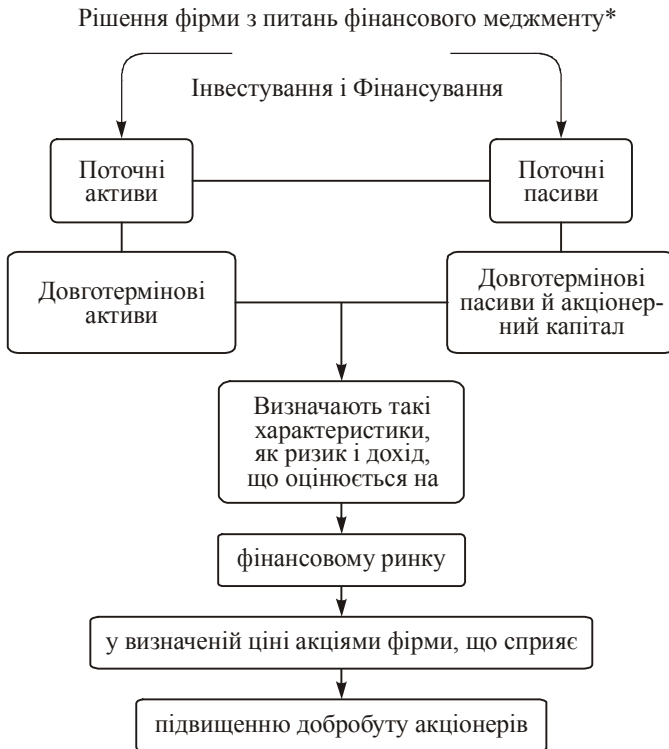 Рішення фірми з питань фінансового меджменту*
Інвестування і Фінансування
Поточні
активи
Поточні
пасиви
Довготермінові
активи
Довготермінові
пасиви й акціонер-
рний капітал
Визначають такі
характеристики,
як ризик і дохід,
що оцінюється на
фінансовому ринку
у визначеній ціні акціями фірми, що сприяє
підвищенню добробуту акціонерів